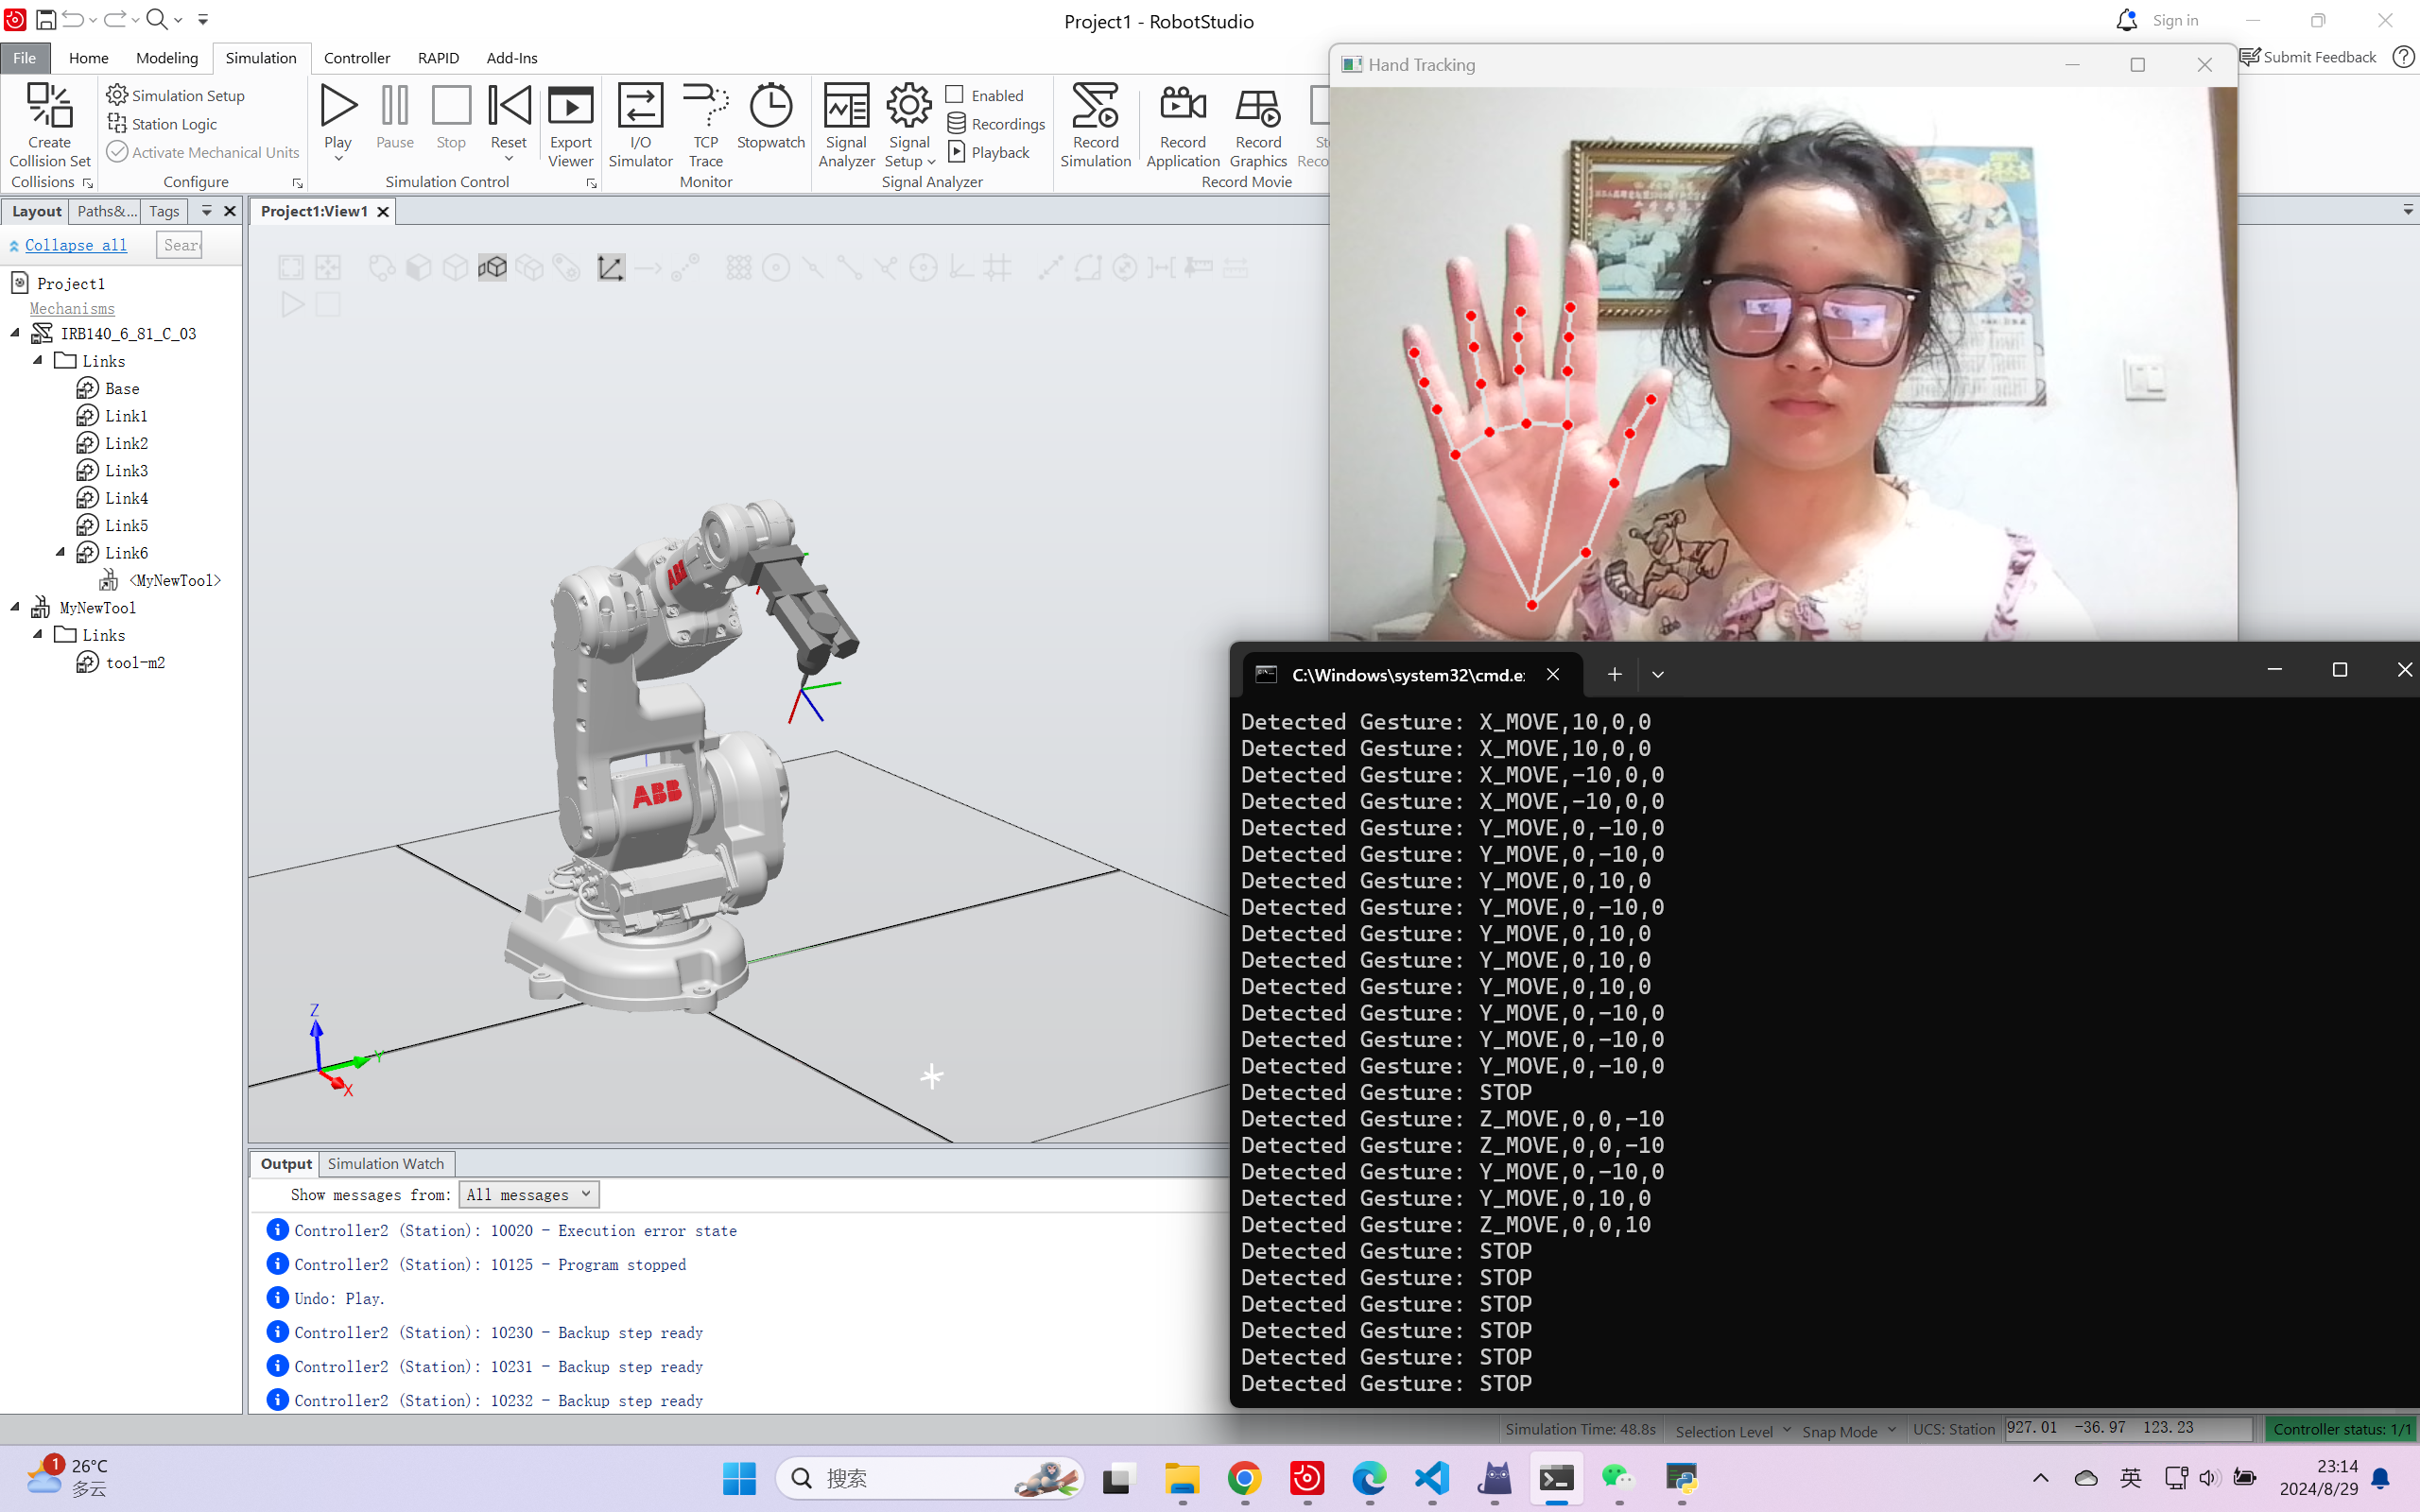 Project1 - RobotStudio
Sign in
File
Home
Modeling
Simulation
Controller
RAPID
Add-Ins
Submit Feedback
Create
Collision Set
Collisions
Simulation Setup
Station Logic
Activate Mechanical Units
Configure
Play
Pause
Stop
Reset
Export
Viewer
Simulation Control
I/O
Simulator
TCP
Trace
Stopwatch
Monitor
Signal
Analyzer
Signal
Setup
Enabled
Recordings
Playback
Signal Analyzer
Record
Simulation
Record
Application
Record
Graphics
St
Reco
Record Movie
Hand Tracking
Layout
Paths&...
Tags
Collapse all
Sear
Project1
Mechanisms
IRB140_6_81_C_03
Links
Base
Link1
Link2
Link3
Link4
Link5
Link6
<MyNewTool>
MyNewTool
Links
tool-m2
Project1:View1
ABB
ABB
Z
Y
X
C:\Windows\system32\cmd.e
Detected Gesture: X_MOVE,10,0,0
Detected Gesture: X_MOVE,10,0,0
Detected Gesture: X_MOVE,-10,0,0
Detected Gesture: X_MOVE,-10,0,0
Detected Gesture: Y_MOVE,0,-10,0
Detected Gesture: Y_MOVE,0,-10,0
Detected Gesture: Y_MOVE,0,10,0
Detected Gesture: Y_MOVE,0,-10,0
Detected Gesture: Y_MOVE,0,10,0
Detected Gesture: Y_MOVE,0,10,0
Detected Gesture: Y_MOVE,0,10,0
Detected Gesture: Y_MOVE,0,-10,0
Detected Gesture: Y_MOVE,0,-10,0
Detected Gesture: Y_MOVE,0,-10,0
Detected Gesture: STOP
Detected Gesture: Z_MOVE,0,0,-10
Detected Gesture: Z_MOVE,0,0,-10
Detected Gesture: Y_MOVE,0,-10,0
Detected Gesture: Y_MOVE,0,10,0
Detected Gesture: Z_MOVE,0,0,10
Detected Gesture: STOP
Detected Gesture: STOP
Detected Gesture: STOP
Detected Gesture: STOP
Detected Gesture: STOP
Detected Gesture: STOP
Output
Simulation Watch
Show messages from: All messages
Controller2 (Station): 10020 - Execution error state
Controller2 (Station): 10125 - Program stopped
Undo: Play.
Controller2 (Station): 10230 - Backup step ready
Controller2 (Station): 10231 - Backup step ready
Controller2 (Station): 10232 - Backup step ready
Simulation Time: 48.8s
Selection Level
Snap Mode
UCS: Station
927.01 -36.97 123.23
Controller status: 1/1
1
26°C
多云
搜索
英
23:14
2024/8/29